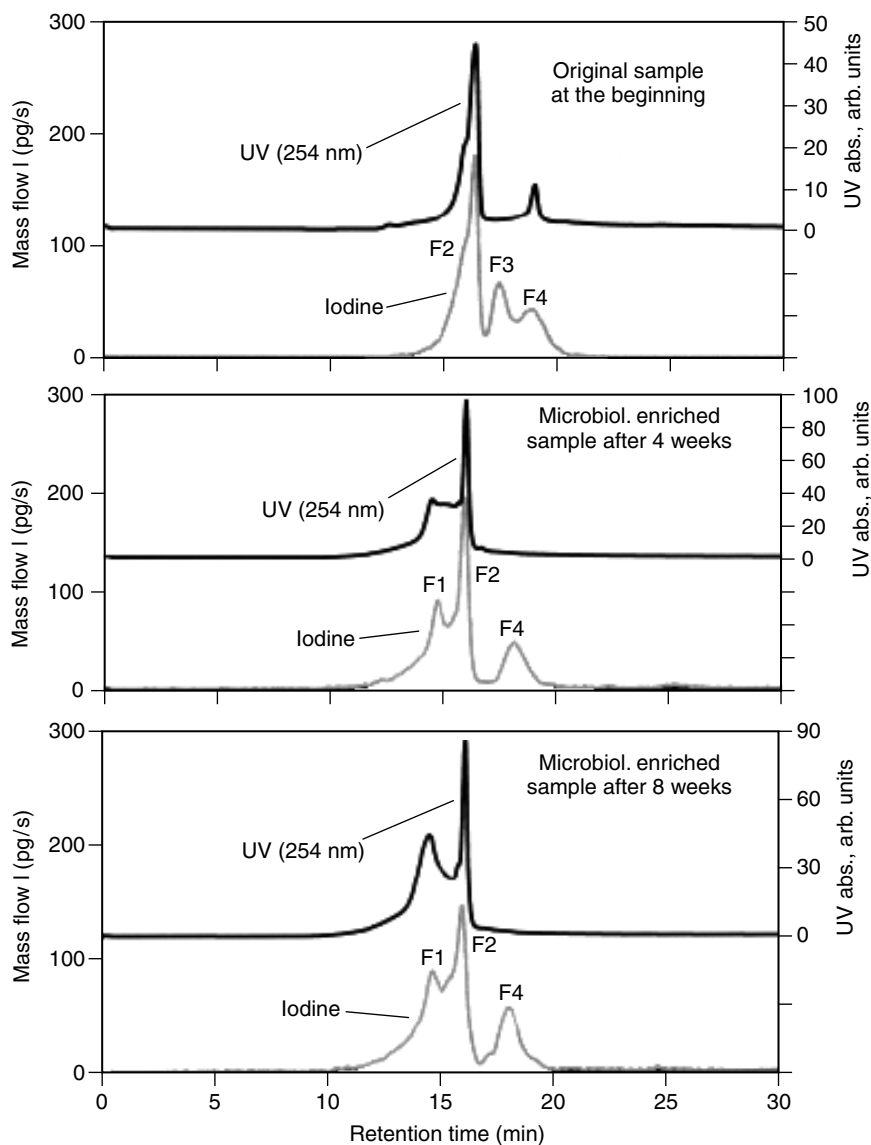 300
200
100
0
Mass flow I (pg/s)
Original sample
at the beginning
UV (254 nm)
F2
F3
F4
Iodine
50
40
30
20
10
0
UV abs., arb. units
300
200
100
0
Mass flow I (pg/s)
Microbiol. enriched
sample after 4 weeks
UV (254 nm)
F1
F2
F4
Iodine
100
80
60
40
20
0
UV abs., arb. units
300
200
100
0
Mass flow I (pg/s)
Microbiol. enriched
sample after 8 weeks
UV (254 nm)
F1
F2
F4
Iodine
90
60
30
0
UV abs., arb. units
0 5 10 15 20 25 30
Retention time (min)